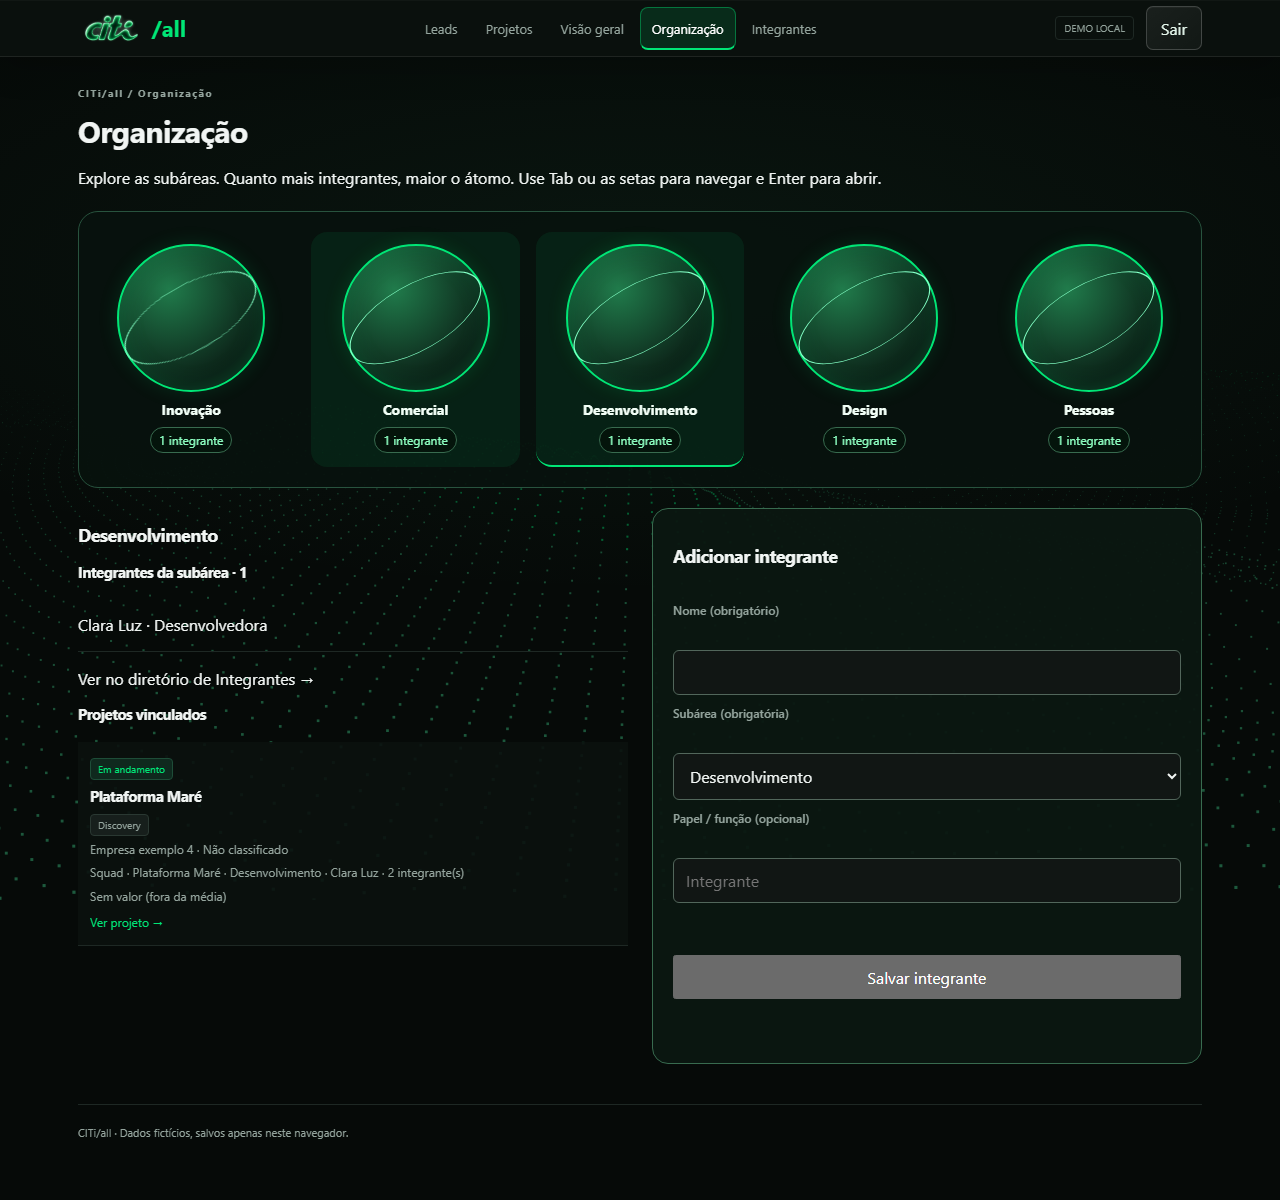 citi /all
Leads
Projetos
Visão geral
Organização
Integrantes
DEMO LOCAL
Sair
CITi/all / Organização
Organização
Explore as subáreas. Quanto mais integrantes, maior o átomo. Use Tab ou as setas para navegar e Enter para abrir.
Inovação
1 integrante
Comercial
1 integrante
Desenvolvimento
1 integrante
Design
1 integrante
Pessoas
1 integrante
Desenvolvimento
Integrantes da subárea · 1
Clara Luz · Desenvolvedora
Ver no diretório de Integrantes →
Projetos vinculados
Em andamento
Plataforma Maré
Discovery
Empresa exemplo 4 · Não classificado
Squad · Plataforma Maré · Desenvolvimento · Clara Luz · 2 integrante(s)
Sem valor (fora da média)
Ver projeto →
Adicionar integrante
Nome (obrigatório)
Subárea (obrigatória)
Desenvolvimento
Papel / função (opcional)
Integrante
Salvar integrante
CITi/all · Dados fictícios, salvos apenas neste navegador.